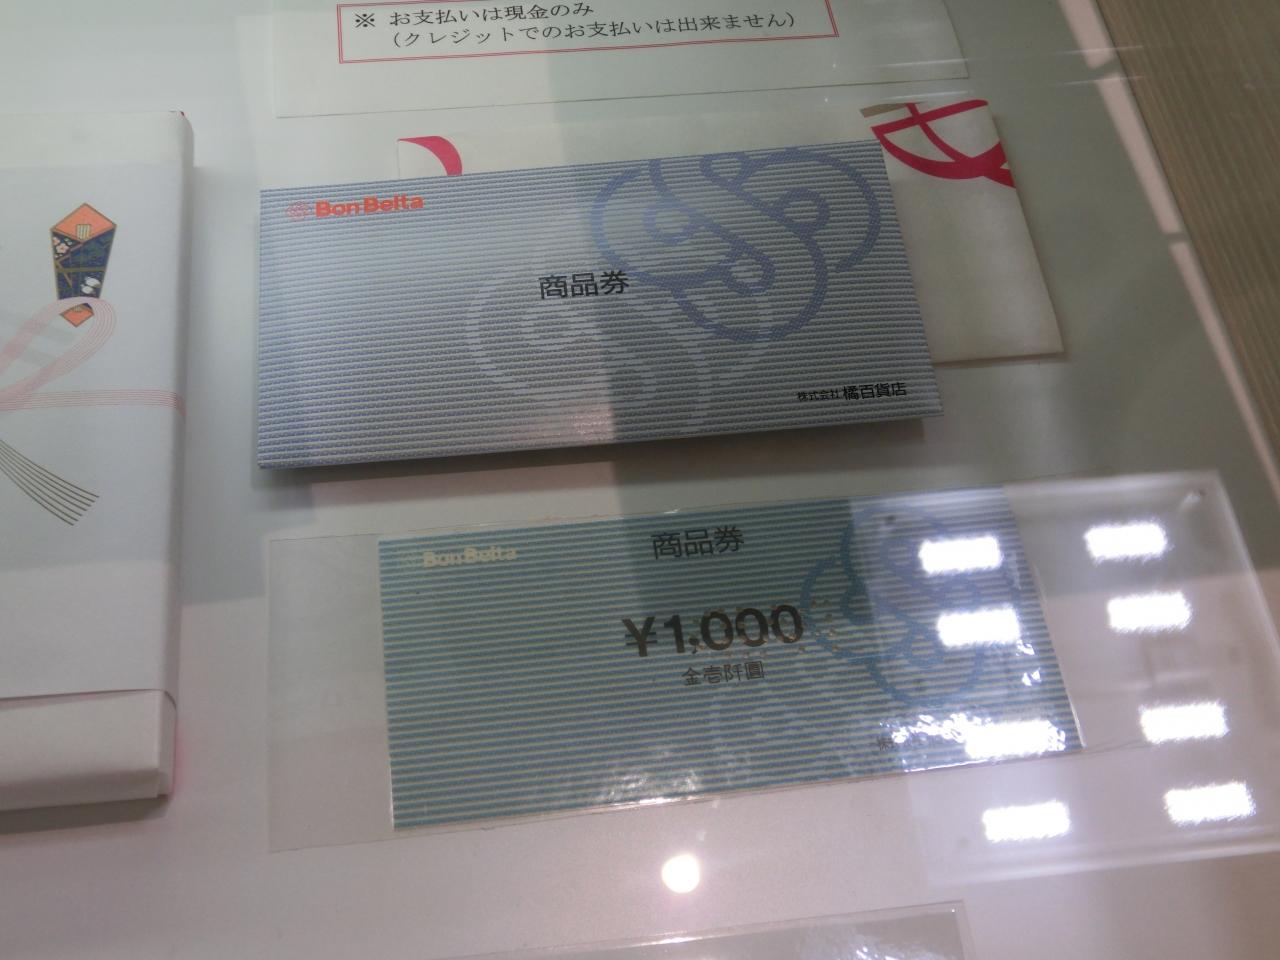 ※ お支払いは現金のみ
(クレジットでのお支払いは出来ません)
Bon Belta
商品券
株式会社 橘百貨店
Bon Belta
商品券
¥1,000
金壱阡圓